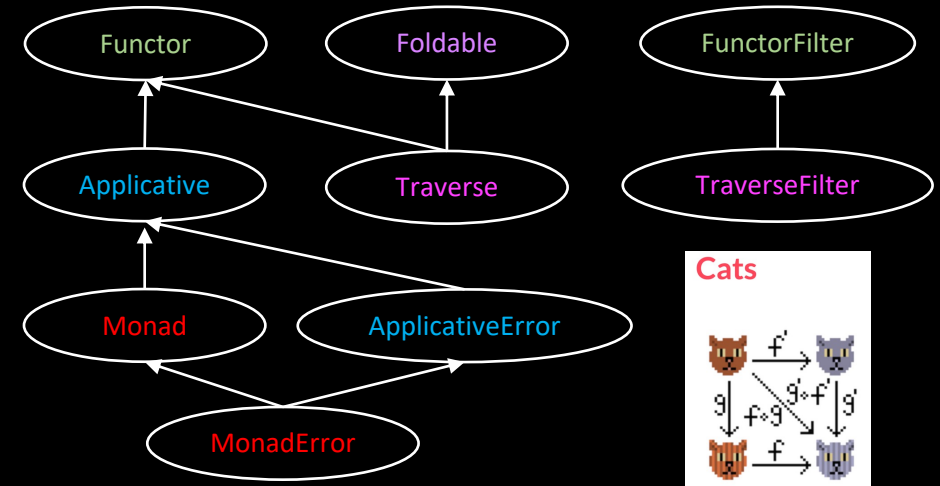 Functor
Foldable
FunctorFilter
Applicative
Traverse
TraverseFilter
Cats
Monad
ApplicativeError
f'
g
f∘g
g'∘f'
g'
MonadError
f